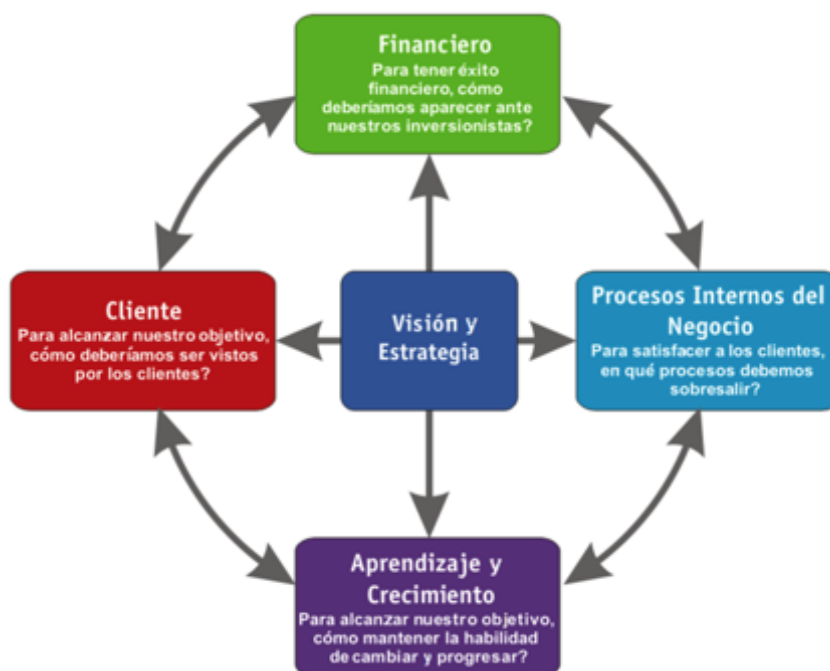 Financiero
Para tener éxito
financiero, cómo
deberíamos aparecer ante
nuestros inversionistas?
Cliente
Para alcanzar nuestro objetivo,
cómo deberíamos ser vistos
por los clientes?
Visión y
Estrategia
Procesos Internos del
Negocio
Para satisfacer a los clientes,
en qué procesos debemos
sobresalir?
Aprendizaje y
Crecimiento
Para alcanzar nuestro objetivo,
cómo mantener la habilidad
de cambiar y progresar?